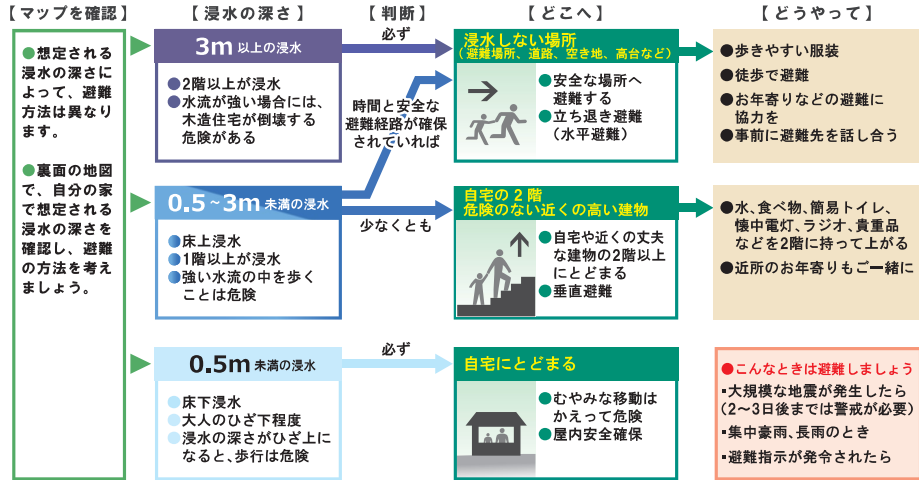 【マップを確認】
●想定される
浸水の深さに
よって、避難
方法は異なり
ます。
●裏面の地図
で、自分の家
で想定される
浸水の深さを
確認し、避難
の方法を考え
ましょう。
【浸水の深さ】
3m以上の浸水
●2階以上が浸水
●水流が強い場合には、
木造住宅が倒壊する
危険がある
0.5~3m未満の浸水
●床上浸水
●1階以上が浸水
●強い水流の中を歩く
ことは危険
0.5m未満の浸水
●床下浸水
●大人のひざ下程度
●浸水の深さがひざ上に
なると、歩行は危険
【判断】
必ず
時間と安全な
避難経路が確保
されていれば
少なくとも
必ず
【どこへ】
浸水しない場所
(避難場所、道路、空き地、高台など)
●安全な場所へ
避難する
●立ち退き避難
(水平避難)
自宅の2階
危険のない近くの高い建物
●自宅や近くの丈夫
な建物の2階以上
にとどまる
●垂直避難
自宅にとどまる
●むやみな移動は
かえって危険
●屋内安全確保
【どうやって】
●歩きやすい服装
●徒歩で避難
●お年寄りなどの避難に
協力を
●事前に避難先を話し合う
●水、食べ物、簡易トイレ、
懐中電灯、ラジオ、貴重品
などを2階に持って上がる
●近所のお年寄りもご一緒に
●こんなときは避難しましょう
▪大規模な地震が発生したら
(2〜3日後までは警戒が必要)
▪集中豪雨、長雨のとき
▪避難指示が発令されたら